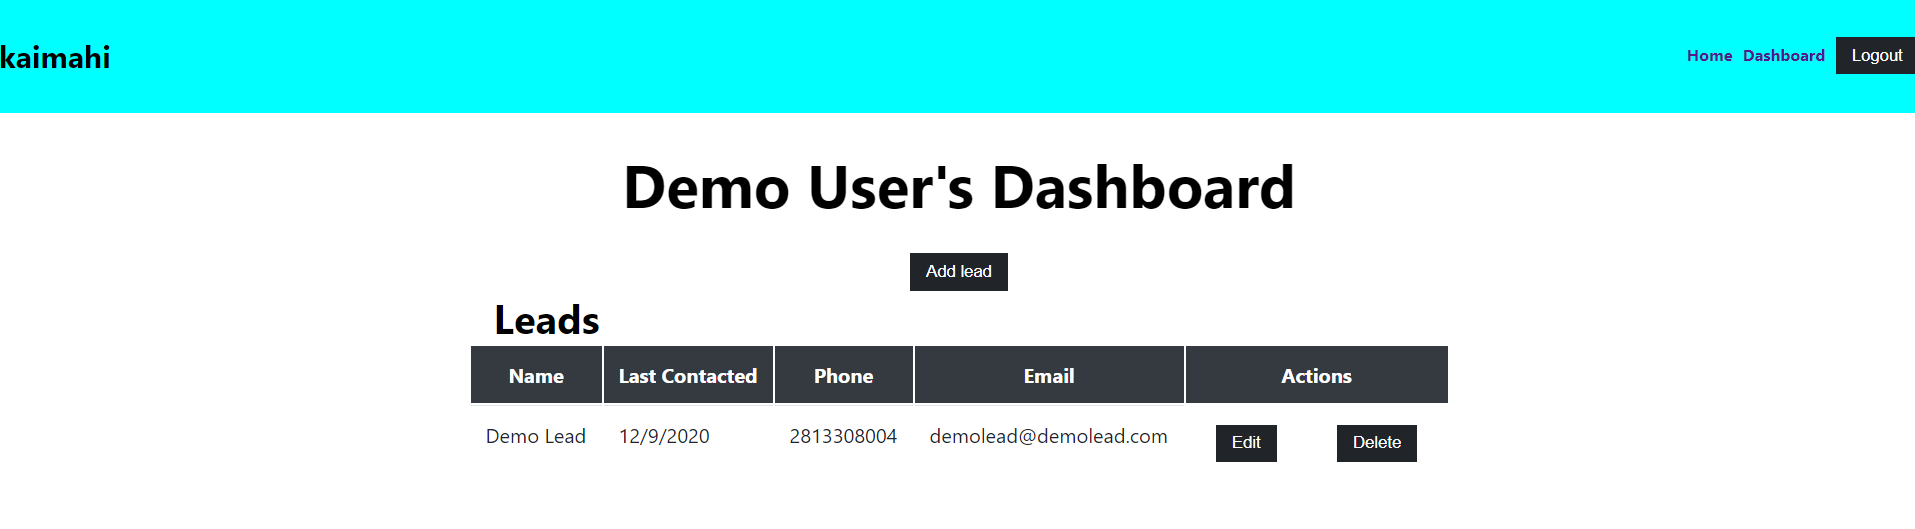 kaimahi
Home Dashboard Logout
Demo User's Dashboard
Add lead
Leads
Name Last Contacted Phone Email Actions
Demo Lead 12/9/2020 2813308004 demolead@demolead.com Edit Delete